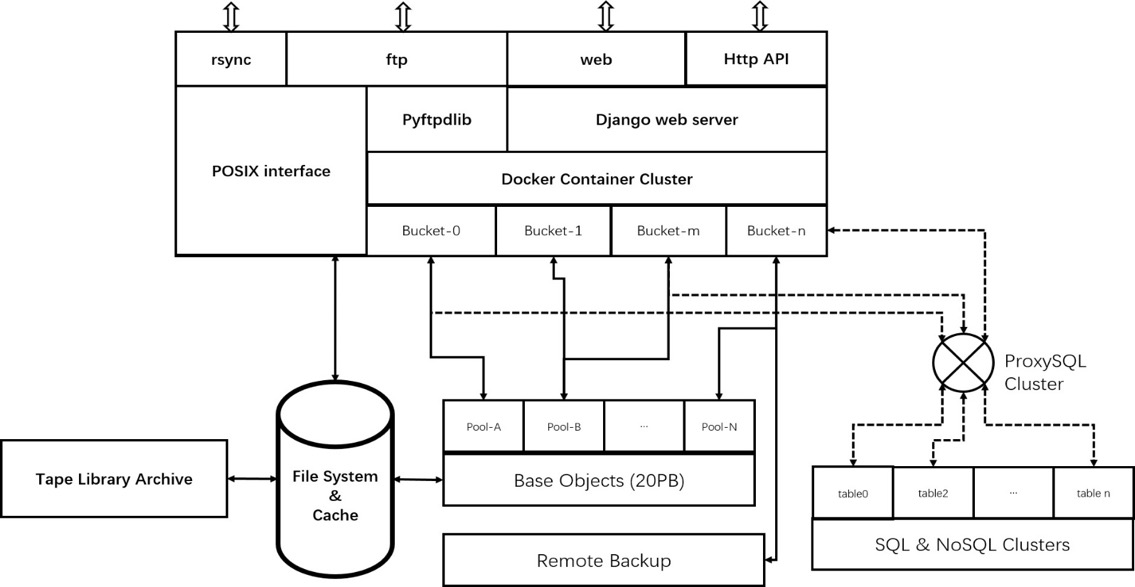 rsync
ftp
web
Http API
POSIX interface
Pyftpdlib
Django web server
Docker Container Cluster
Bucket-0
Bucket-1
Bucket-m
Bucket-n
ProxySQL
Cluster
Tape Library Archive
File System
&
Cache
Pool-A
Pool-B
...
Pool-N
Base Objects (20PB)
Remote Backup
table0
table2
...
table n
SQL & NoSQL Clusters